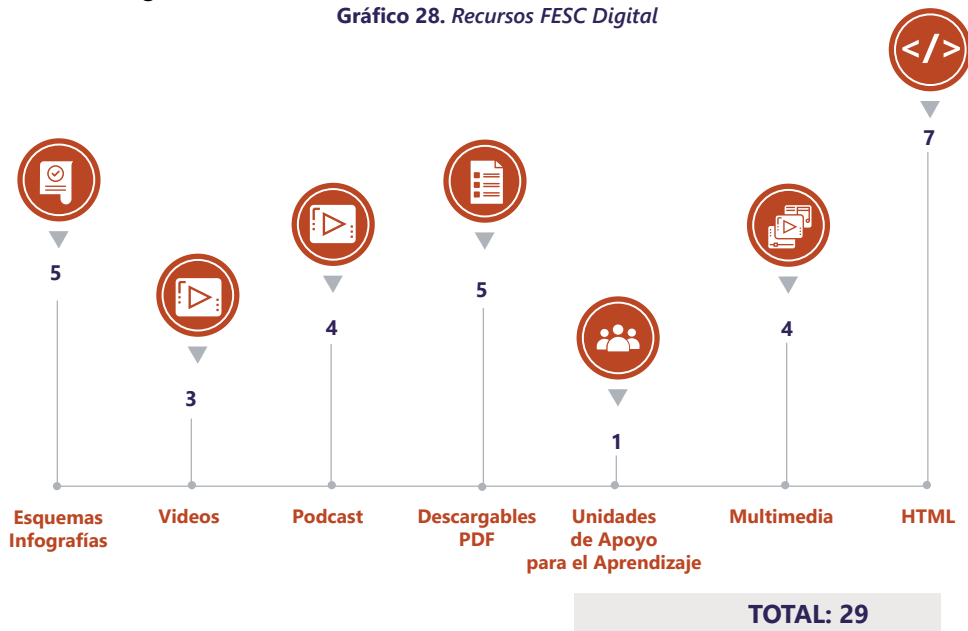 Gráfico 28. Recursos FESC Digital
</>
7
5
5
4
4
3
1
Esquemas
Infografías
Videos
Podcast
Descargables
PDF
Unidades
de Apoyo
para el Aprendizaje
Multimedia
HTML
TOTAL: 29